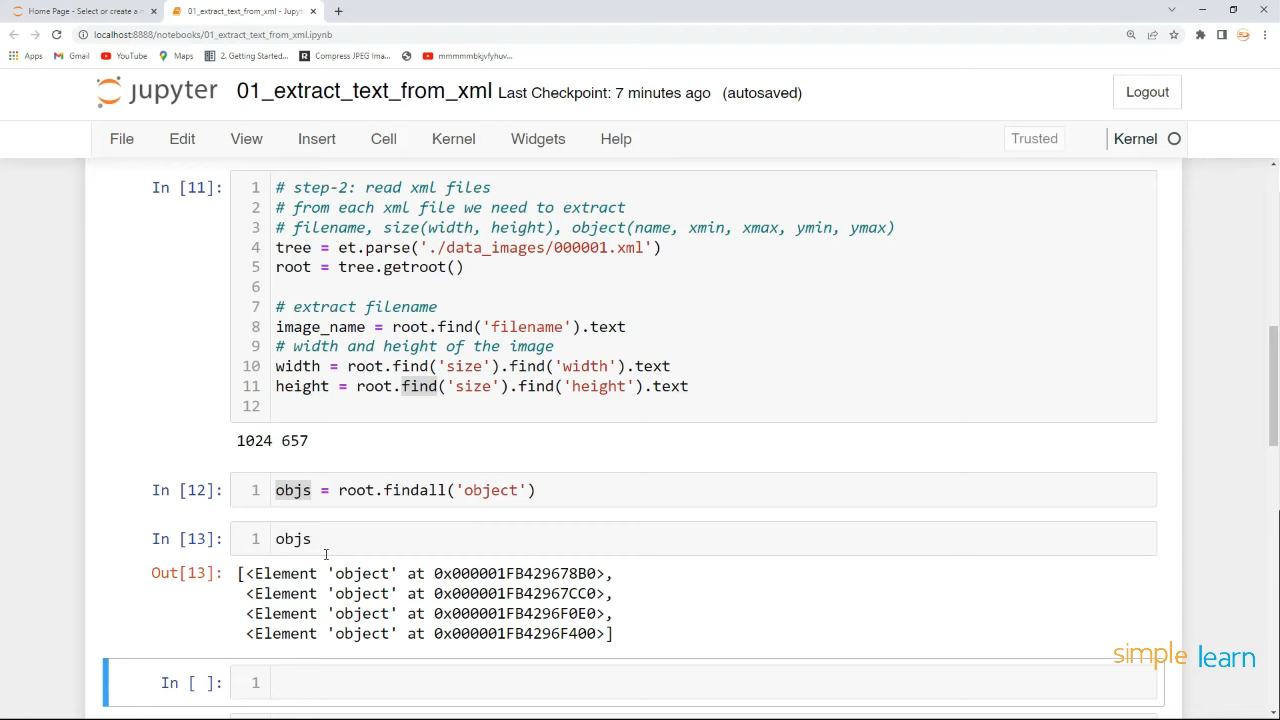 Home Page - Select or create a n
01_extract_text_from_xml - Jupyt
localhost:8888/notebooks/01_extract_text_from_xml.ipynb
Apps Gmail YouTube Maps 2. Getting Started... Compress JPEG Ima... mmmmmbkjvfyhuv...
jupyter 01_extract_text_from_xml Last Checkpoint: 7 minutes ago (autosaved) Logout
File Edit View Insert Cell Kernel Widgets Help Trusted Kernel
In [11]: 1 # step-2: read xml files
2 # from each xml file we need to extract
3 # filename, size(width, height), object(name, xmin, xmax, ymin, ymax)
4 tree = et.parse('./data_images/000001.xml')
5 root = tree.getroot()
6
7 # extract filename
8 image_name = root.find('filename').text
9 # width and height of the image
10 width = root.find('size').find('width').text
11 height = root.find('size').find('height').text
12
1024 657
In [12]: 1 objs = root.findall('object')
In [13]: 1 objs
Out[13]: [<Element 'object' at 0x000001FB429678B0>,
<Element 'object' at 0x000001FB42967CC0>,
<Element 'object' at 0x000001FB4296F0E0>,
<Element 'object' at 0x000001FB4296F400>]
simplelearn
In [ ]: 1